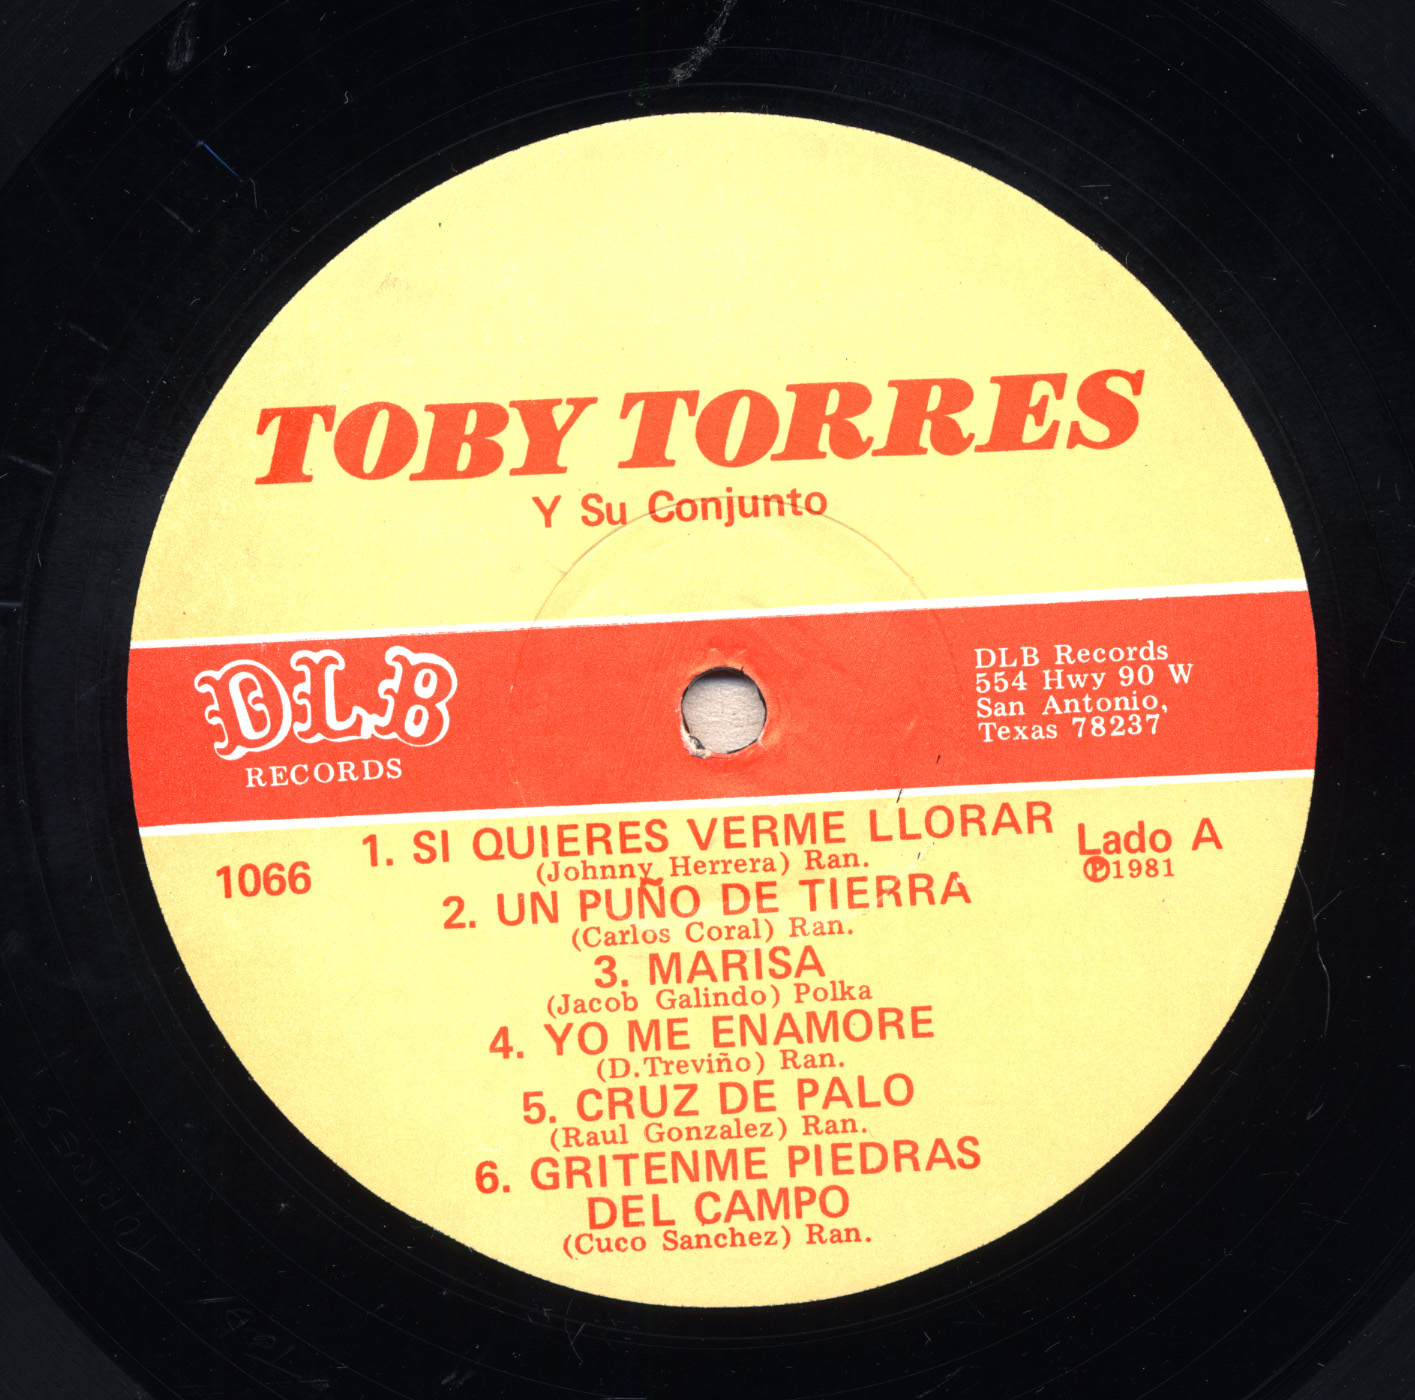 TOBY TORRES
Y Su Conjunto
DLB
RECORDS
DLB Records
554 Hwy 90 W
San Antonio,
Texas 78237
1066
Lado A
Ⓟ1981
1. SI QUIERES VERME LLORAR
(Johnny Herrera) Ran.
2. UN PUÑO DE TIERRA
(Carlos Coral) Ran.
3. MARISA
(Jacob Galindo) Polka
4. YO ME ENAMORE
(D.Treviño) Ran.
5. CRUZ DE PALO
(Raul Gonzalez) Ran.
6. GRITENME PIEDRAS
DEL CAMPO
(Cuco Sanchez) Ran.
TOBY TORRES